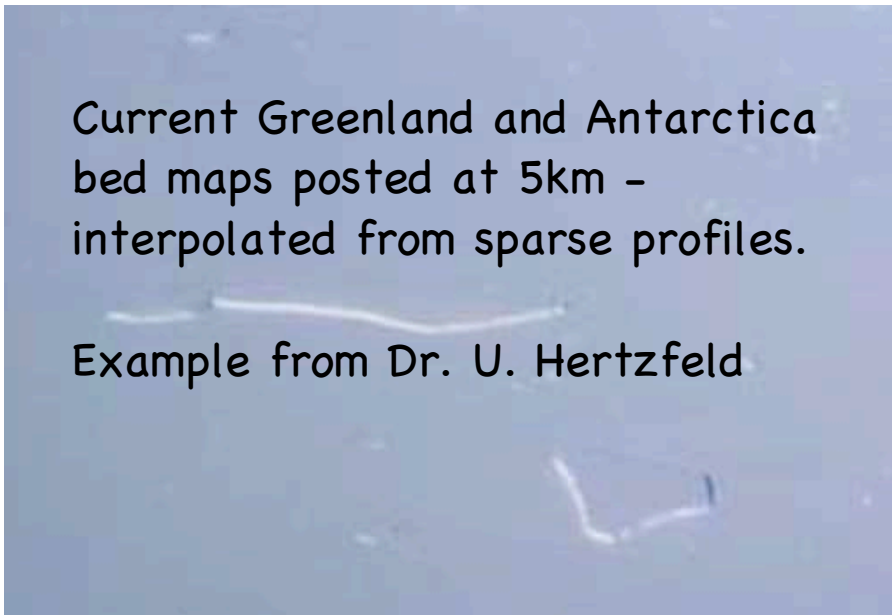 Current Greenland and Antarctica
bed maps posted at 5km -
interpolated from sparse profiles.
Example from Dr. U. Hertzfeld